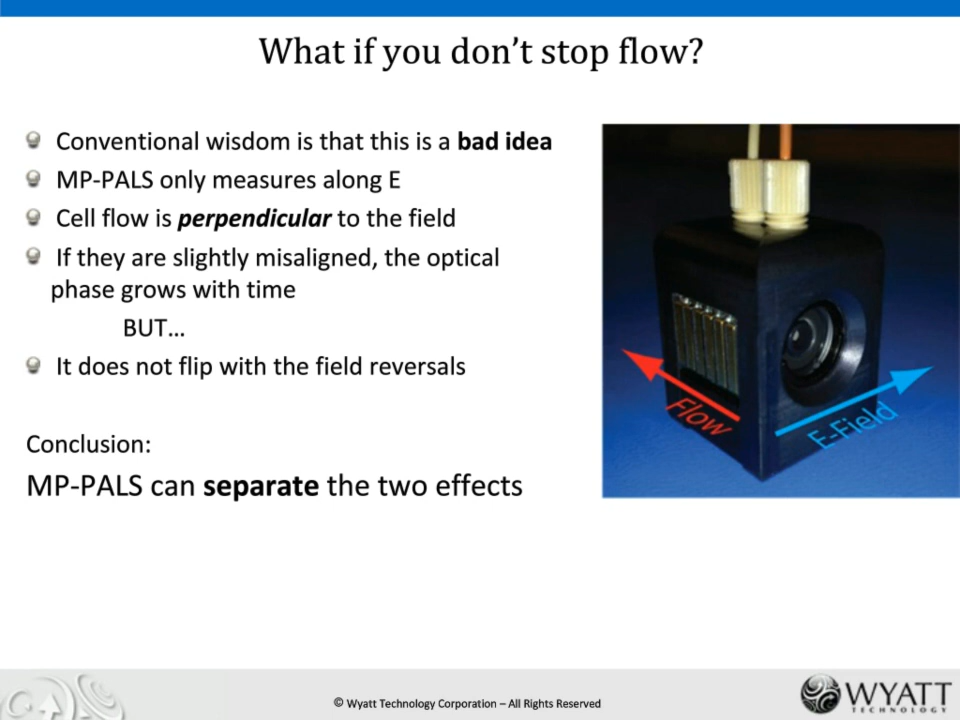 What if you don’t stop flow?
Conventional wisdom is that this is a bad idea
MP-PALS only measures along E
Cell flow is perpendicular to the field
If they are slightly misaligned, the optical
phase grows with time
BUT…
It does not flip with the field reversals
Conclusion:
MP-PALS can separate the two effects
Flow
E-Field
© Wyatt Technology Corporation – All Rights Reserved
WYATT
TECHNOLOGY